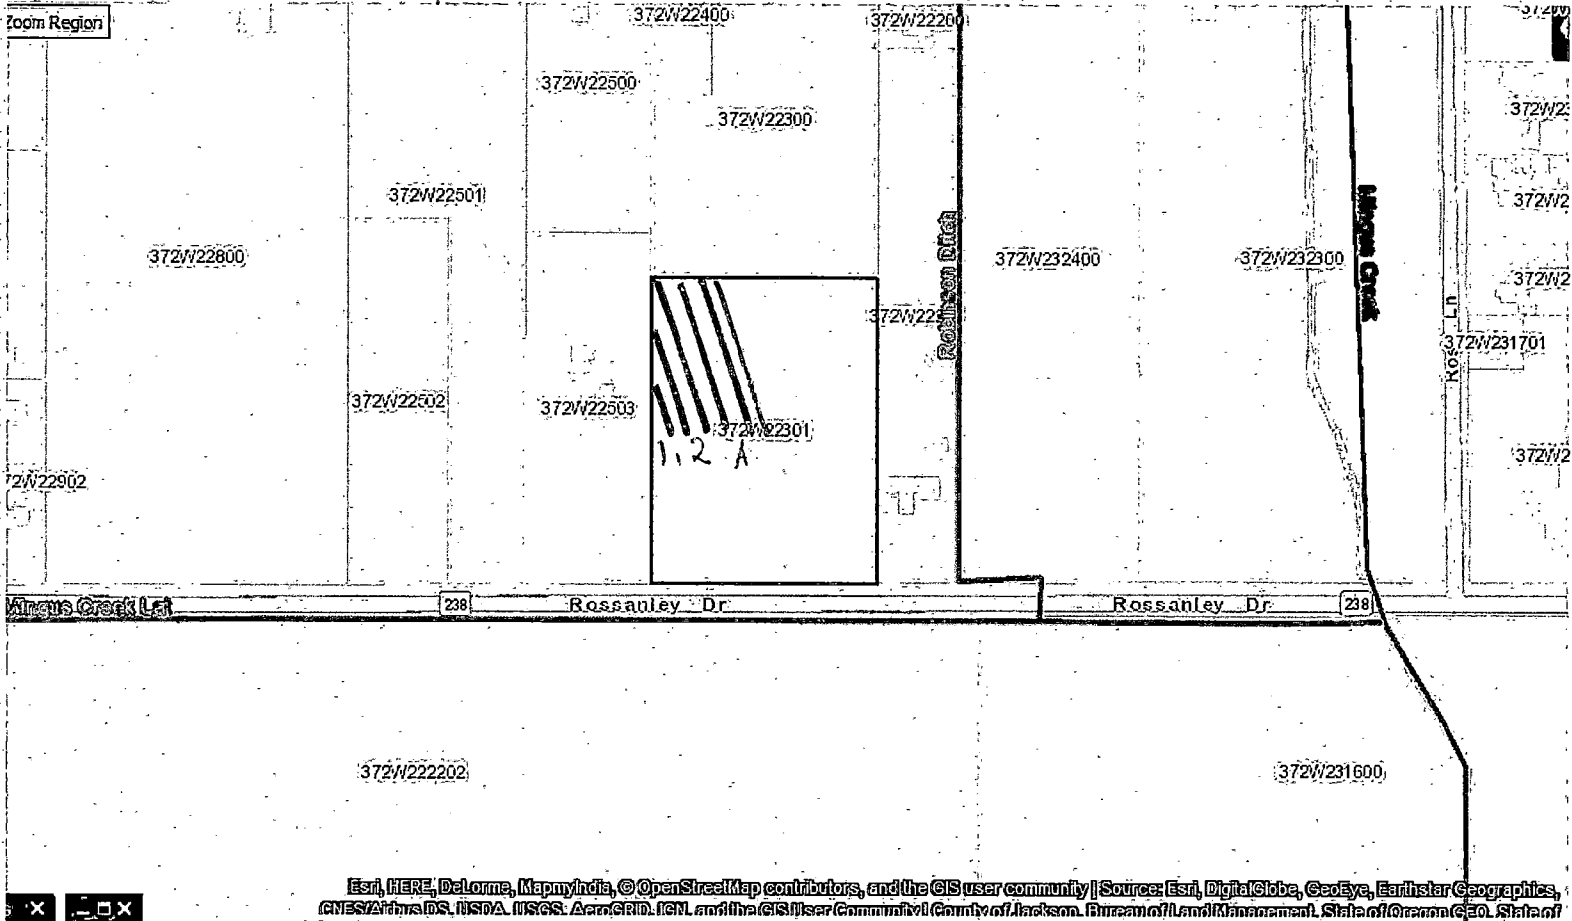 Zoom Region
372W22400
372W22200
372W22500
372W22300
372W22501
372W22800
372W232400
372W232300
Robinson Ditch
Mingus Creek
372W231701
372W22502
372W22503
372W22301
1, 2 A
Rossanley Dr
238
Rossanley Dr
238
372W222202
372W231600
Esri, HERE, DeLorme, MapmyIndia, © OpenStreetMap contributors, and the GIS user community | Source: Esri, DigitalGlobe, GeoEye, Earthstar Geographics,
CNES/Airbus DS, USDA, USGS, AeroGRID, IGN, and the GIS User Community | County of Jackson, Bureau of Land Management, State of Oregon GEO, State of